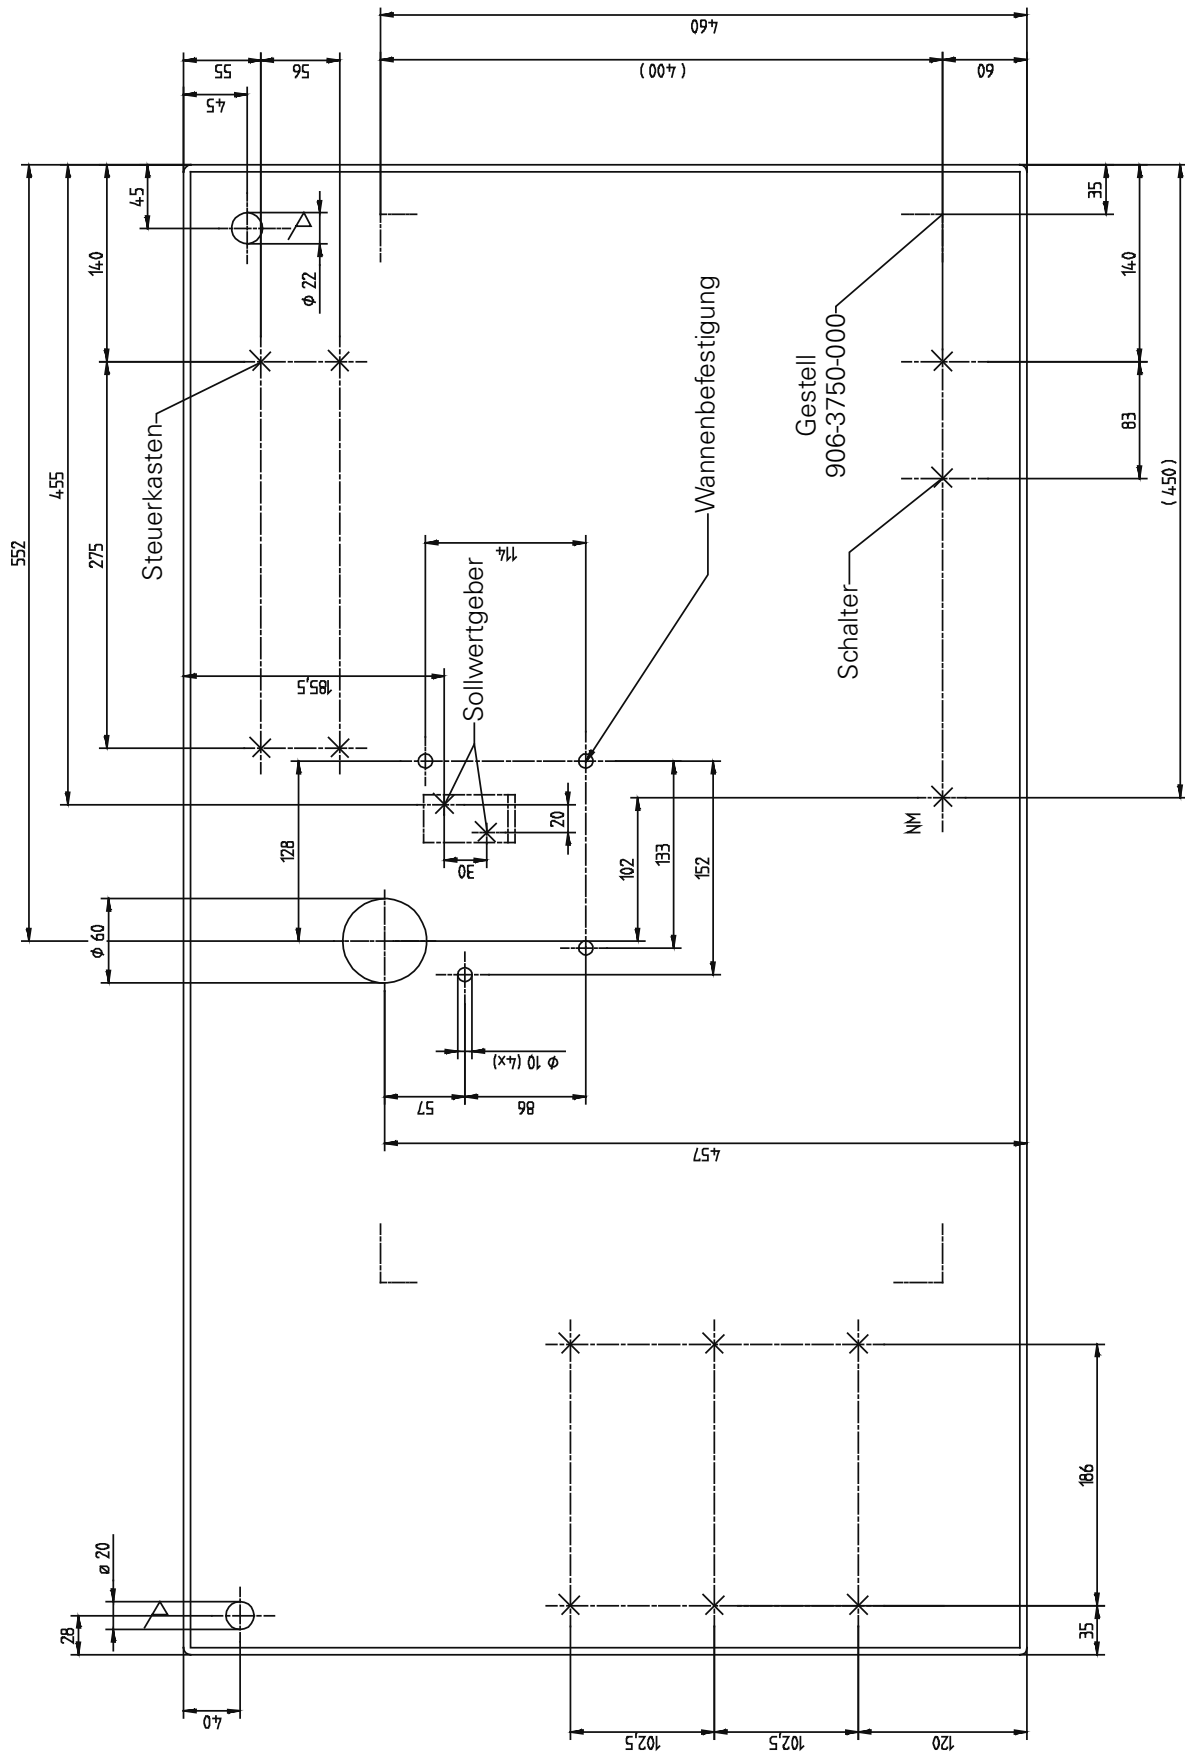 460
( 400 )
60
55
56
45
552
455
140
45
275
Φ 22
35
140
83
( 450 )
Steuerkasten
Gestell
906-3750-000
Wannenbefestigung
Schalter
Sollwertgeber
114
185,5
128
20
30
102
133
152
NM
Φ 60
Φ 10 (4x)
57
86
457
186
35
ø 20
28
40
102,5
102,5
120